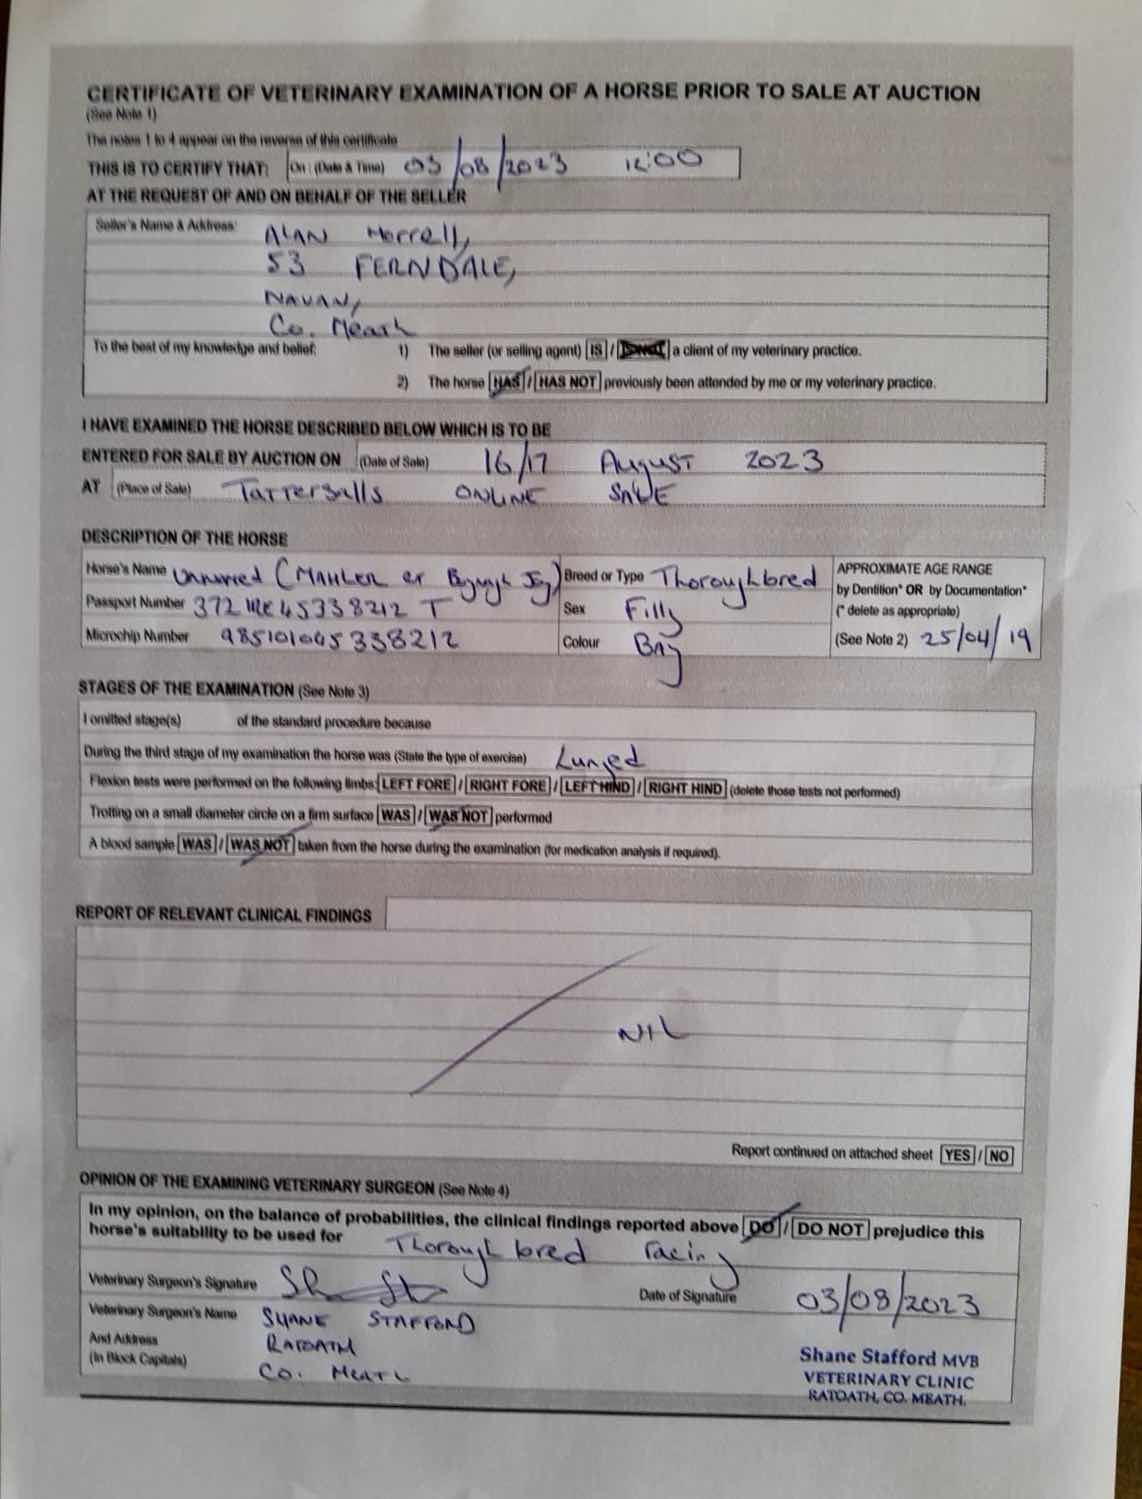 CERTIFICATE OF VETERINARY EXAMINATION OF A HORSE PRIOR TO SALE AT AUCTION
(See Note 1)
The notes 1 to 4 appear on the reverse of this certificate
THIS IS TO CERTIFY THAT: On : (Date & Time) 03/08/2023 12:00
AT THE REQUEST OF AND ON BEHALF OF THE SELLER
Seller's Name & Address: ALAN Morrell,
53 FERNDALE,
NAVAN,
Co. Meath
To the best of my knowledge and belief: 1) The seller (or selling agent) IS / IS NOT a client of my veterinary practice.
2) The horse HAS / HAS NOT previously been attended by me or my veterinary practice.
I HAVE EXAMINED THE HORSE DESCRIBED BELOW WHICH IS TO BE
ENTERED FOR SALE BY AUCTION ON (Date of Sale) 16/17 August 2023
AT (Place of Sale) Tattersalls ONLINE SALE
DESCRIPTION OF THE HORSE
Horse's Name Unnamed (MAHLER ex Joy) Breed or Type Thoroughbred APPROXIMATE AGE RANGE
by Dentition* OR by Documentation*
Passport Number 372 IRE 45338212 T Sex Filly (* delete as appropriate)
Microchip Number 985101045338212 Colour Bay (See Note 2) 25/04/19
STAGES OF THE EXAMINATION (See Note 3)
I omitted stage(s) of the standard procedure because
During the third stage of my examination the horse was (State the type of exercise) Lunged
Flexion tests were performed on the following limbs: LEFT FORE / RIGHT FORE / LEFT HIND / RIGHT HIND (delete those tests not performed)
Trotting on a small diameter circle on a firm surface WAS / WAS NOT performed
A blood sample WAS / WAS NOT taken from the horse during the examination (for medication analysis if required).
REPORT OF RELEVANT CLINICAL FINDINGS
NIL
Report continued on attached sheet YES / NO
OPINION OF THE EXAMINING VETERINARY SURGEON (See Note 4)
In my opinion, on the balance of probabilities, the clinical findings reported above DO / DO NOT prejudice this
horse's suitability to be used for Thoroughbred racing
Veterinary Surgeon's Signature Date of Signature 03/08/2023
Veterinary Surgeon's Name SHANE STAFFORD
And Address RATOATH
(In Block Capitals) Co. Meath
Shane Stafford MVB
VETERINARY CLINIC
RATOATH, CO. MEATH.